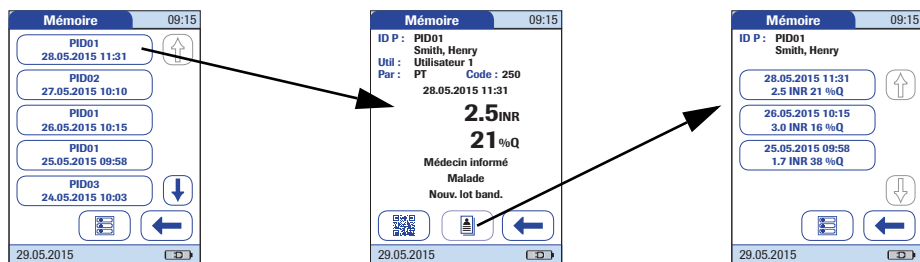 Mémoire 09:15
PID01
28.05.2015 11:31
PID02
27.05.2015 10:10
PID01
26.05.2015 10:15
PID01
25.05.2015 09:58
PID03
24.05.2015 10:03
29.05.2015
Mémoire 09:15
ID P : PID01
Smith, Henry
Util : Utilisateur 1
Par : PT Code : 250
28.05.2015 11:31
2.5 INR
21 %Q
Médecin informé
Malade
Nouv. lot band.
29.05.2015
Mémoire 09:15
ID P : PID01
Smith, Henry
28.05.2015 11:31
2.5 INR 21 %Q
26.05.2015 10:15
3.0 INR 16 %Q
25.05.2015 09:58
1.7 INR 38 %Q
29.05.2015